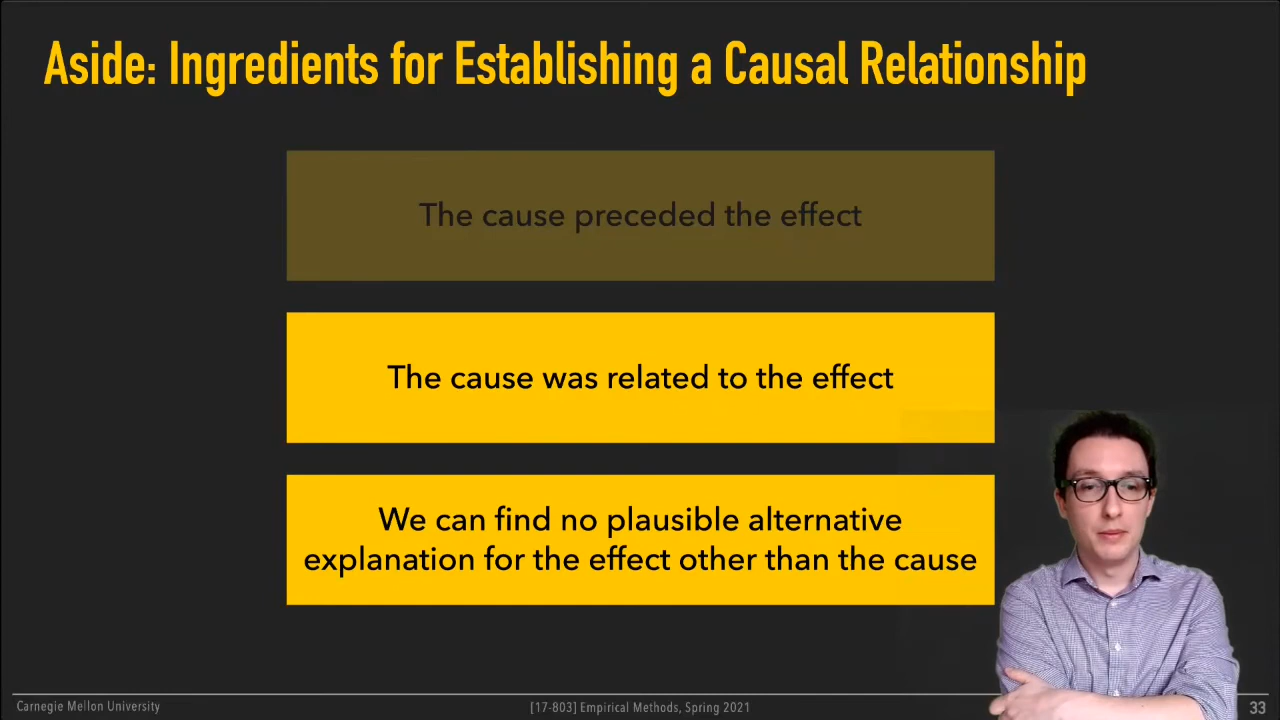 Aside: Ingredients for Establishing a Causal Relationship
The cause preceded the effect
The cause was related to the effect
We can find no plausible alternative
explanation for the effect other than the cause
Carnegie Mellon University
[17-803] Empirical Methods, Spring 2021
33